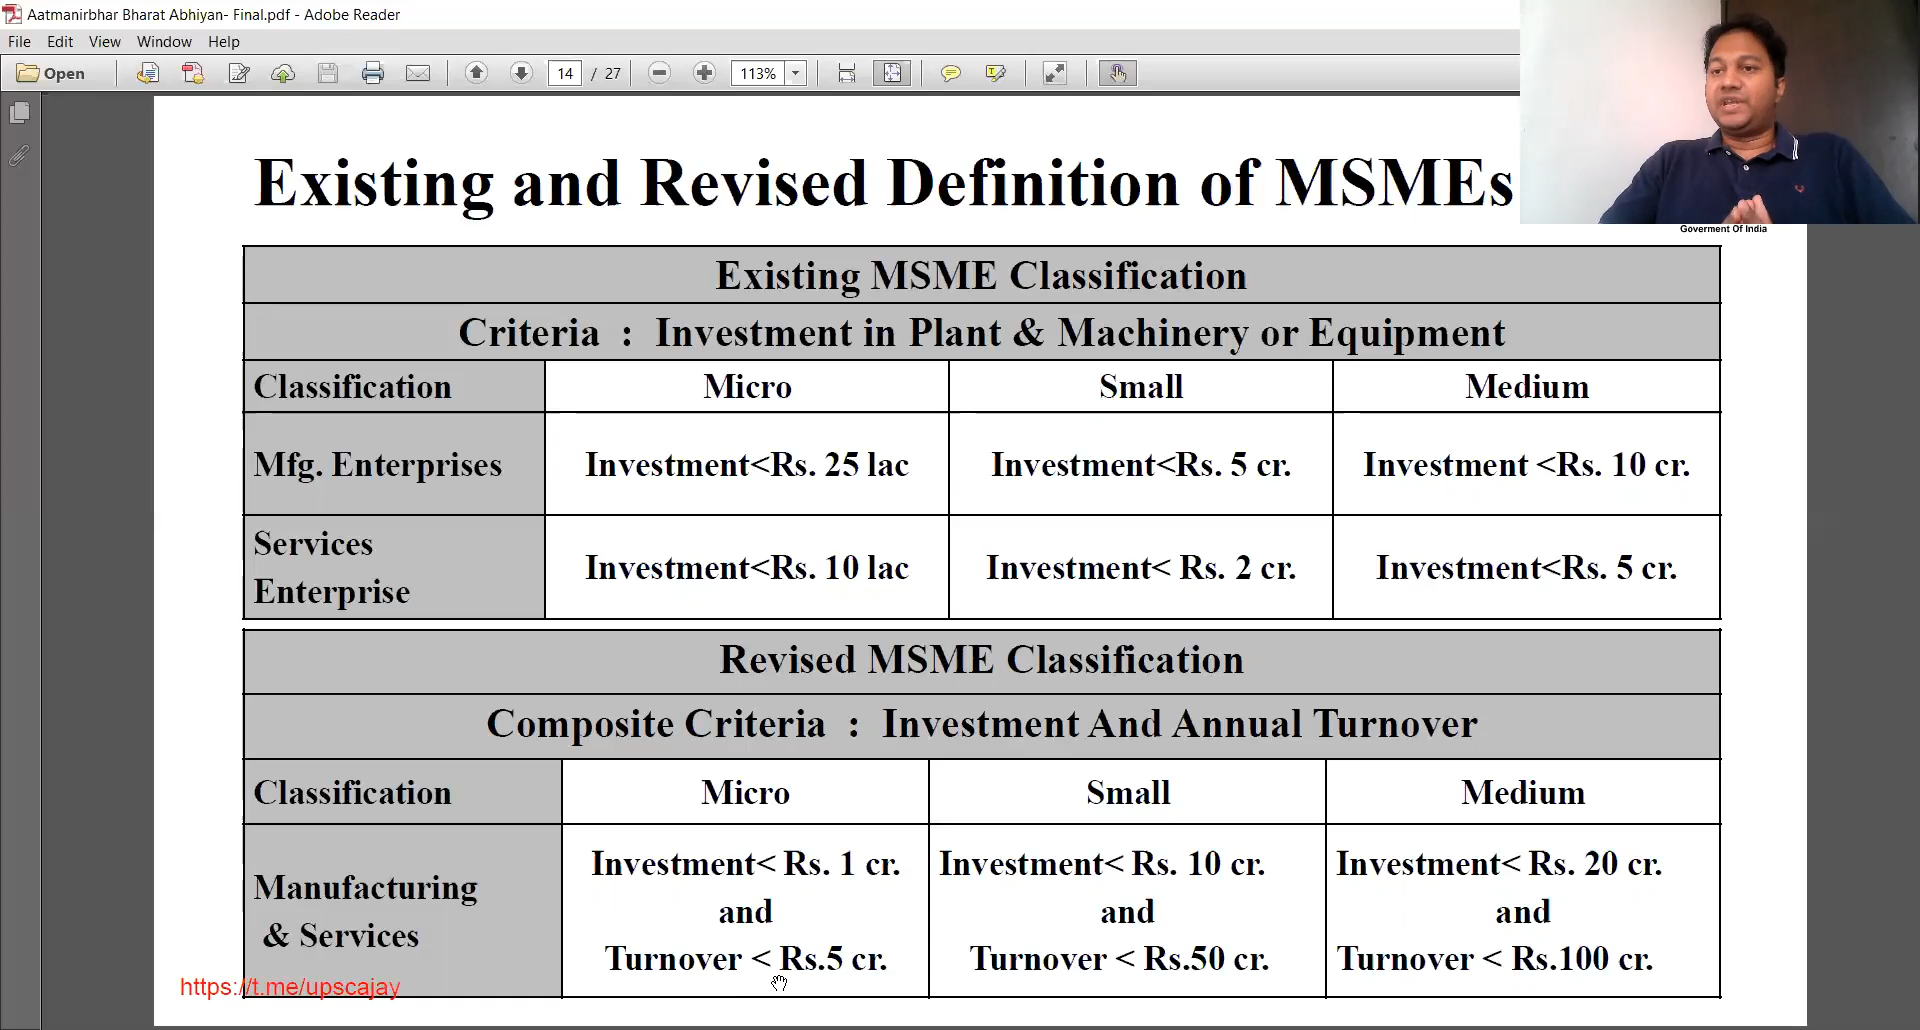 Aatmanirbhar Bharat Abhiyan- Final.pdf - Adobe Reader
File Edit View Window Help
Open 14 / 27 113%
Existing and Revised Definition of MSMEs
Goverment Of India
Existing MSME Classification
Criteria : Investment in Plant & Machinery or Equipment
Classification Micro Small Medium
Mfg. Enterprises Investment<Rs. 25 lac Investment<Rs. 5 cr. Investment <Rs. 10 cr.
Services
Enterprise Investment<Rs. 10 lac Investment< Rs. 2 cr. Investment<Rs. 5 cr.
Revised MSME Classification
Composite Criteria : Investment And Annual Turnover
Classification Micro Small Medium
Manufacturing
& Services
Investment< Rs. 1 cr.
and
Turnover < Rs.5 cr.
Investment< Rs. 10 cr.
and
Turnover < Rs.50 cr.
Investment< Rs. 20 cr.
and
Turnover < Rs.100 cr.
https://t.me/upscajay